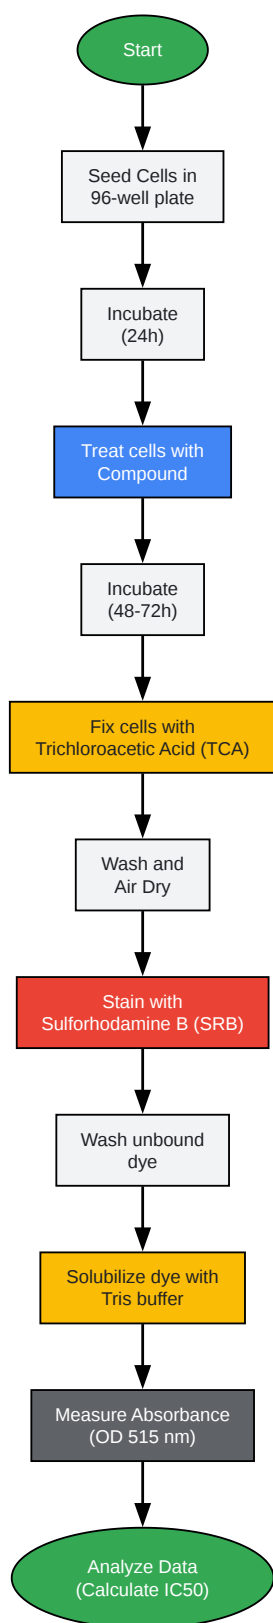 Start
Seed Cells in
96-well plate
Incubate
(24h)
Treat cells with
Compound
Incubate
(48-72h)
Fix cells with
Trichloroacetic Acid (TCA)
Wash and
Air Dry
Stain with
Sulforhodamine B (SRB)
Wash unbound
dye
Solubilize dye with
Tris buffer
Measure Absorbance
(OD 515 nm)
Analyze Data
(Calculate IC50)